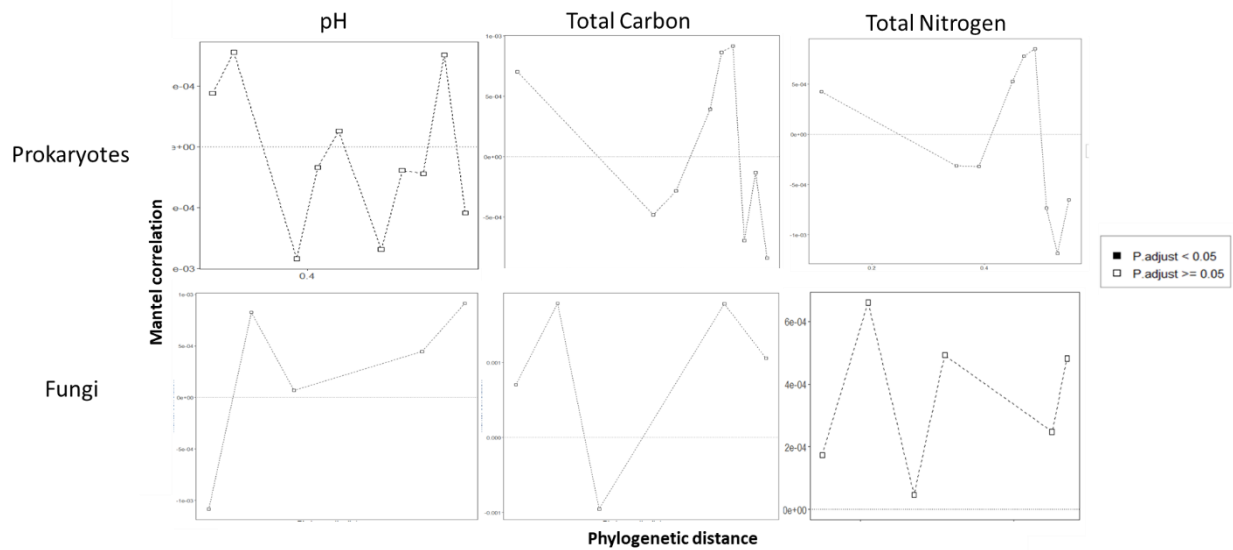 pH
Total Carbon
Total Nitrogen
Prokaryotes
Fungi
Mantel correlation
Phylogenetic distance
e-04
e+00
e-04
e-03
0.4
1e-03
5e-04
0e+00
-5e-04
5e-04
0e+00
-5e-04
-1e-03
0.2
0.4
P.adjust < 0.05
P.adjust >= 0.05
1e-03
5e-04
0e+00
-5e-04
-1e-03
0.001
0.000
-0.001
6e-04
4e-04
2e-04
0e+00